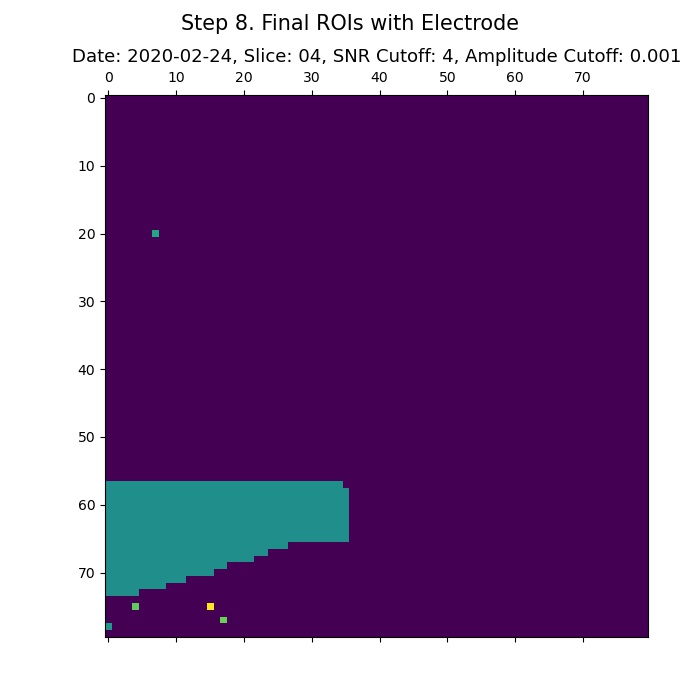 Step 8. Final ROIs with Electrode
Date: 2020-02-24, Slice: 04, SNR Cutoff: 4, Amplitude Cutoff: 0.001
0 10 20 30 40 50 60 70
0
10
20
30
40
50
60
70